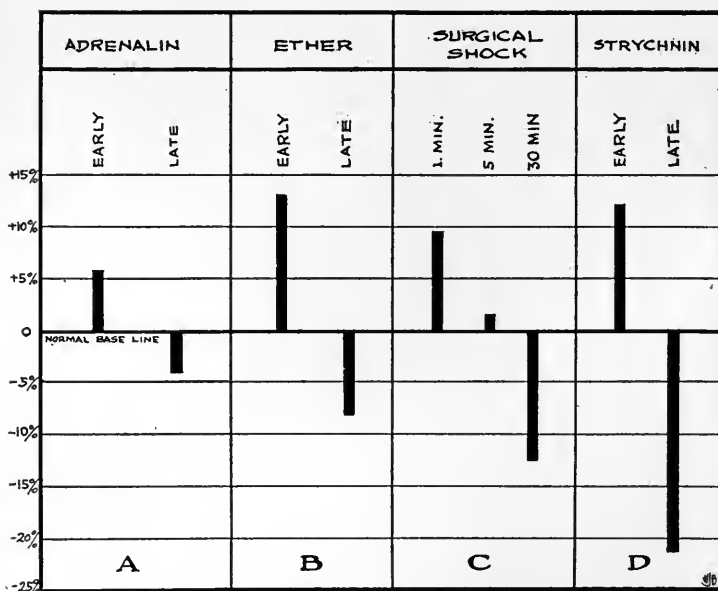 ADRENALIN
ETHER
SURGICAL
SHOCK
STRYCHNIN
EARLY
LATE
EARLY
LATE
1. MIN.
5 MIN.
30 MIN
EARLY
LATE
+15%
+10%
+5%
0
NORMAL BASE LINE
-5%
-10%
-15%
-20%
-25%
A
B
C
D